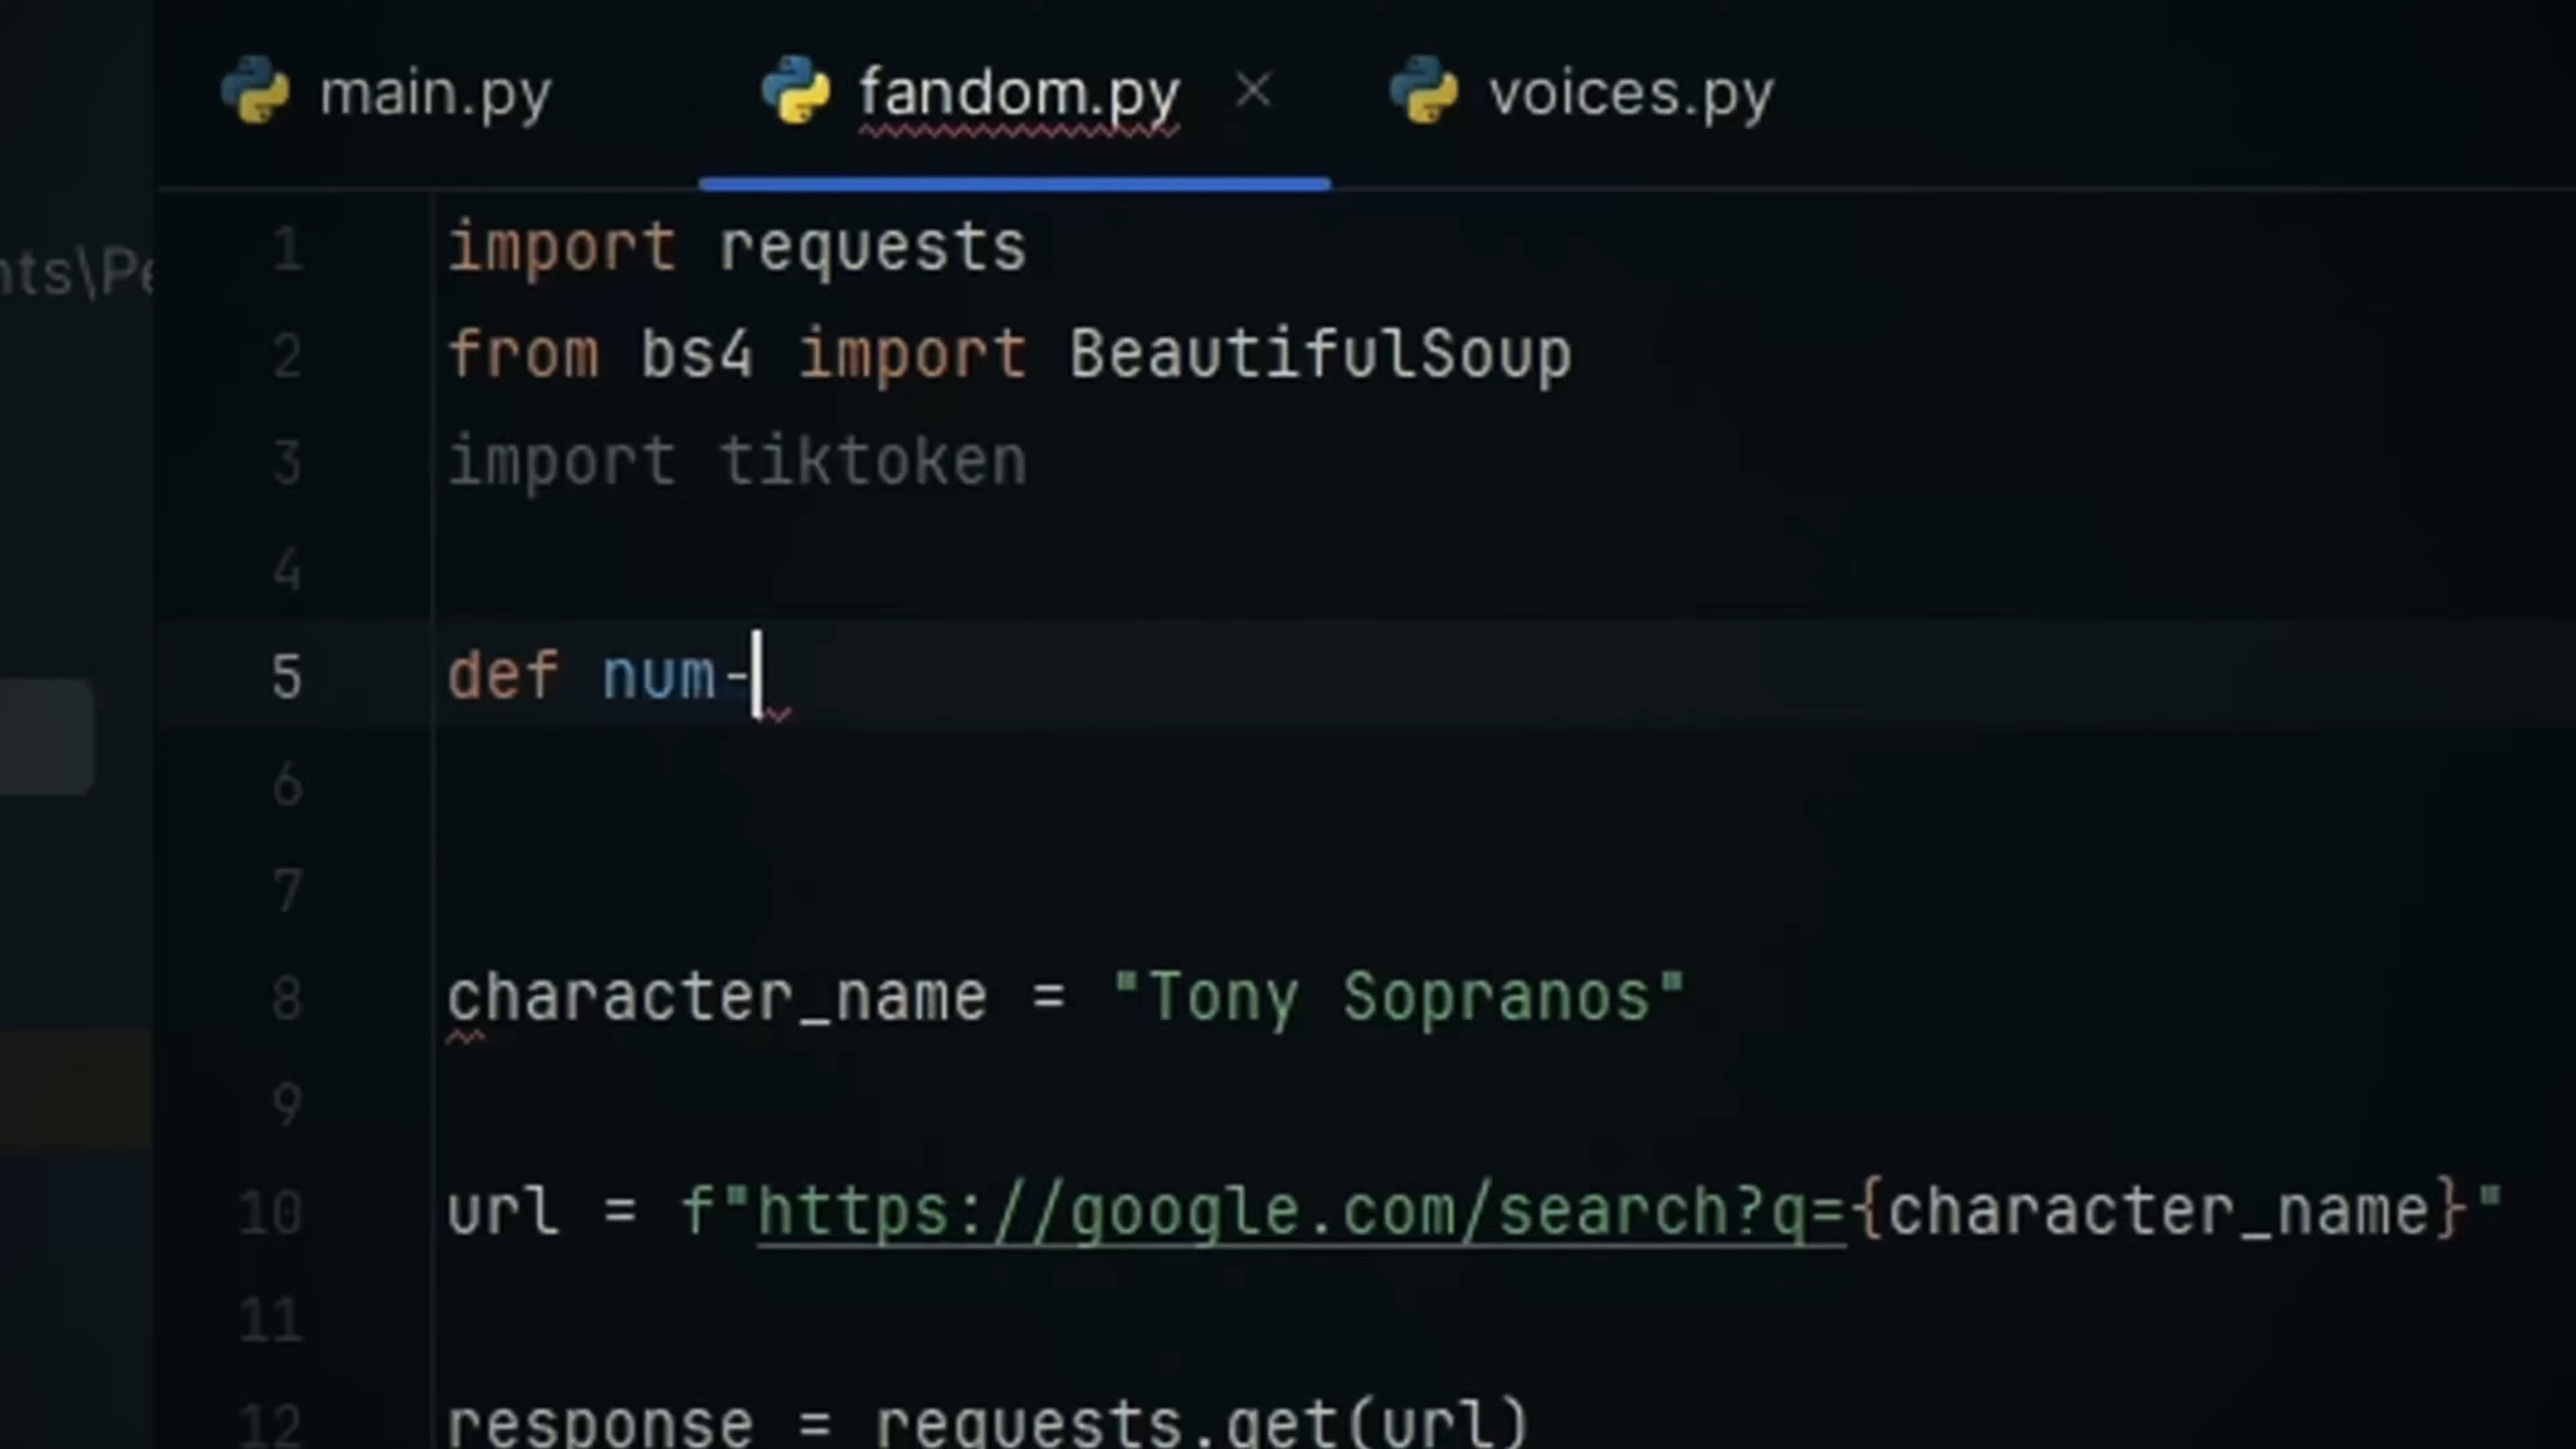 main.py fandom.py voices.py
nts\Pe
1 import requests
2 from bs4 import BeautifulSoup
3 import tiktoken
4
5 def num-
6
7
8 character_name = "Tony Sopranos"
9
10 url = f"https://google.com/search?q={character_name}"
11
12 response = requests.get(url)